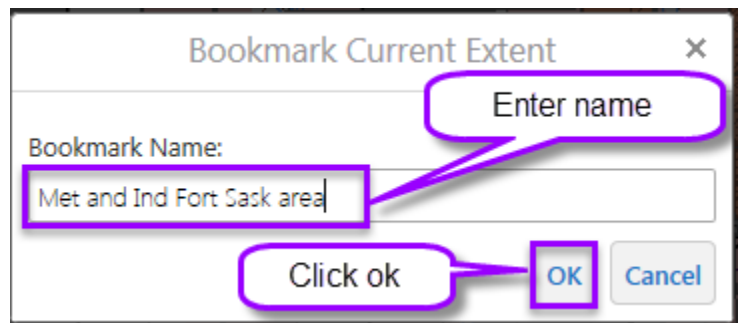 Bookmark Current Extent ×
Enter name
Bookmark Name:
Met and Ind Fort Sask area
Click ok
OK Cancel